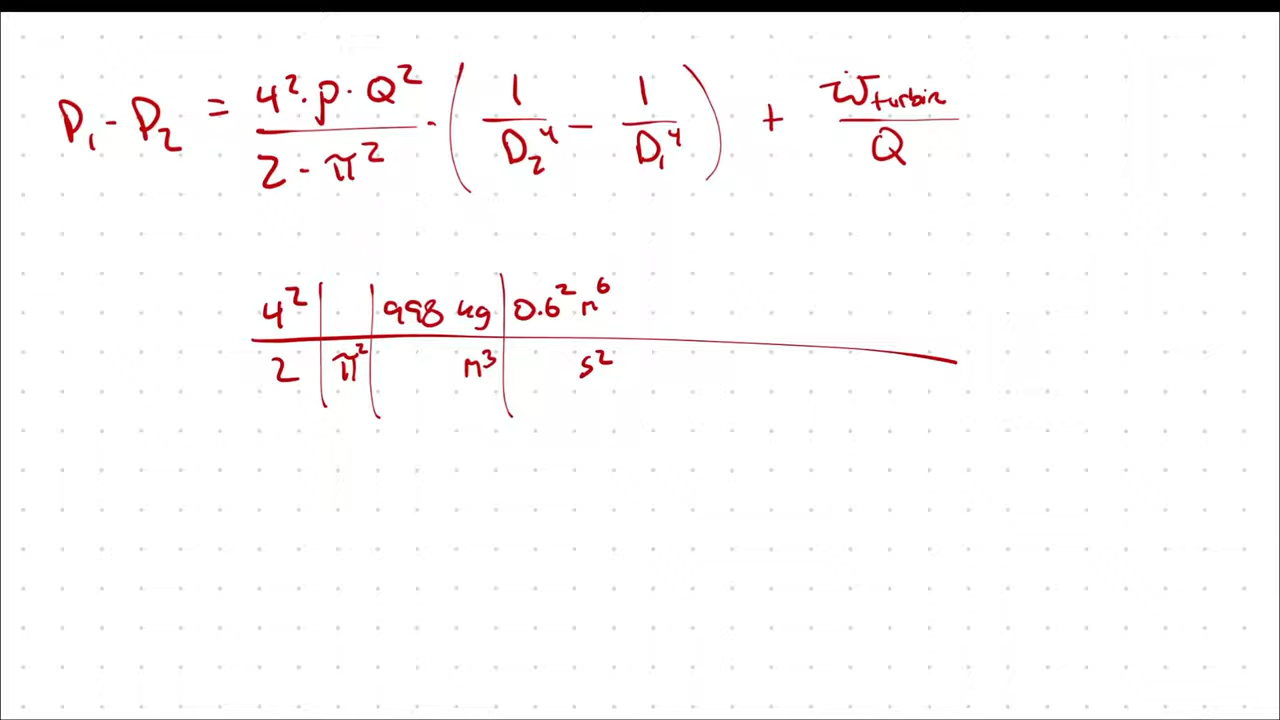 P₁ - P₂ = 4²·ρ·Q² / 2·π² · ( 1/D₂⁴ - 1/D₁⁴ ) + Ẇturbin / Q
4² | | 998 kg | 0.6² m⁶
2 | π² | m³ | s²